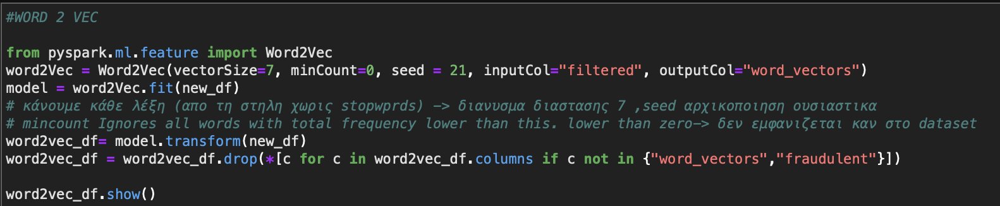 #WORD 2 VEC
from pyspark.ml.feature import Word2Vec
word2Vec = Word2Vec(vectorSize=7, minCount=0, seed = 21, inputCol="filtered", outputCol="word_vectors")
model = word2Vec.fit(new_df)
# κάνουμε κάθε λέξη (απο τη στηλη χωρις stopwprds) -> διανυσμα διαστασης 7 ,seed αρχικοποιηση ουσιαστικα
# mincount Ignores all words with total frequency lower than this. lower than zero-> δεν εμφανιζεται καν στο dataset
word2vec_df= model.transform(new_df)
word2vec_df = word2vec_df.drop(*[c for c in word2vec_df.columns if c not in {"word_vectors","fraudulent"}])
word2vec_df.show()